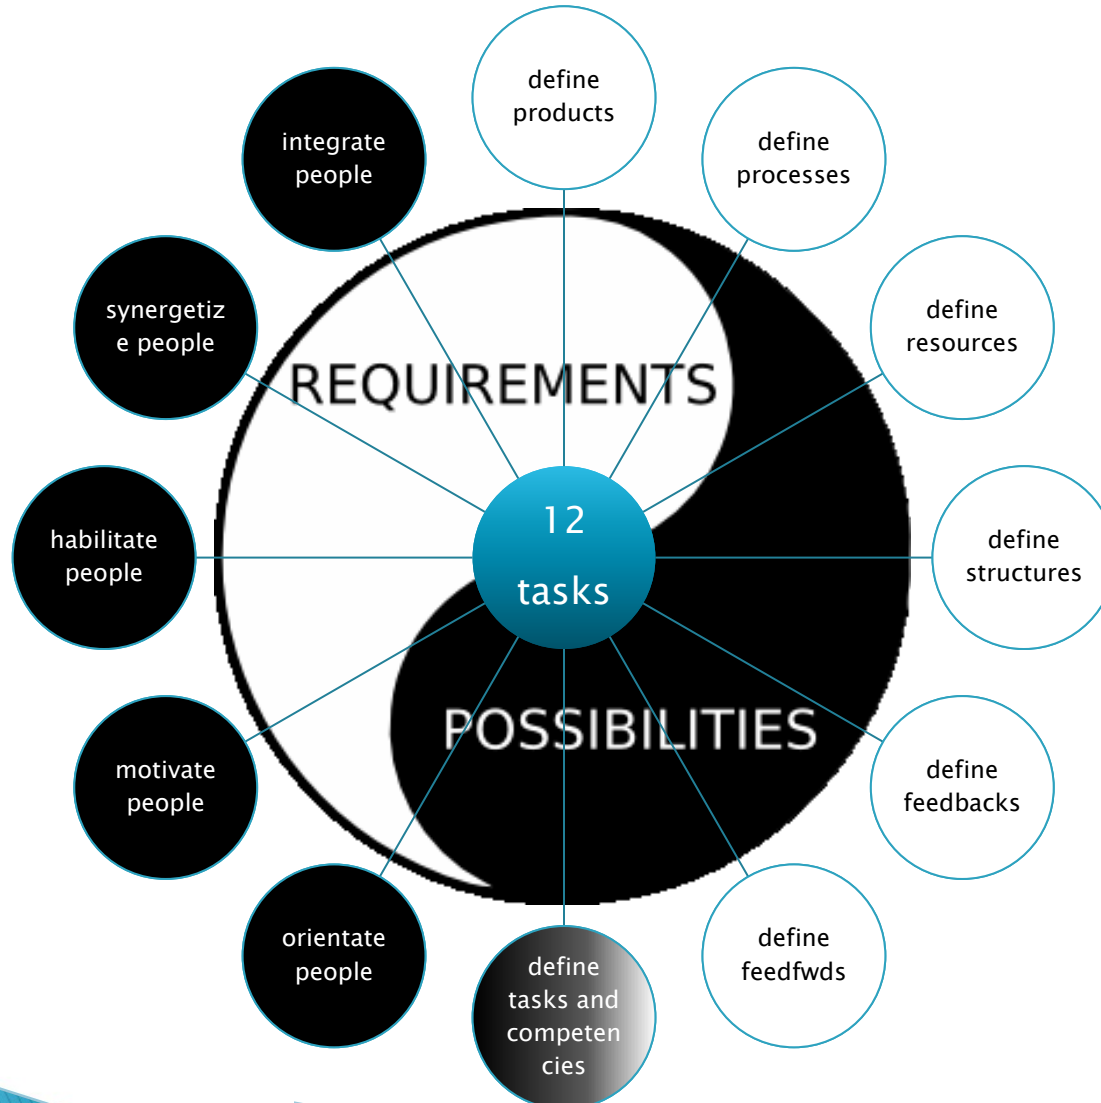 define
products
define
processes
define
resources
define
structures
define
feedbacks
define
feedfwds
define
tasks and
competen
cies
orientate
people
motivate
people
habilitate
people
synergetiz
e people
integrate
people
REQUIREMENTS
12
tasks
POSSIBILITIES